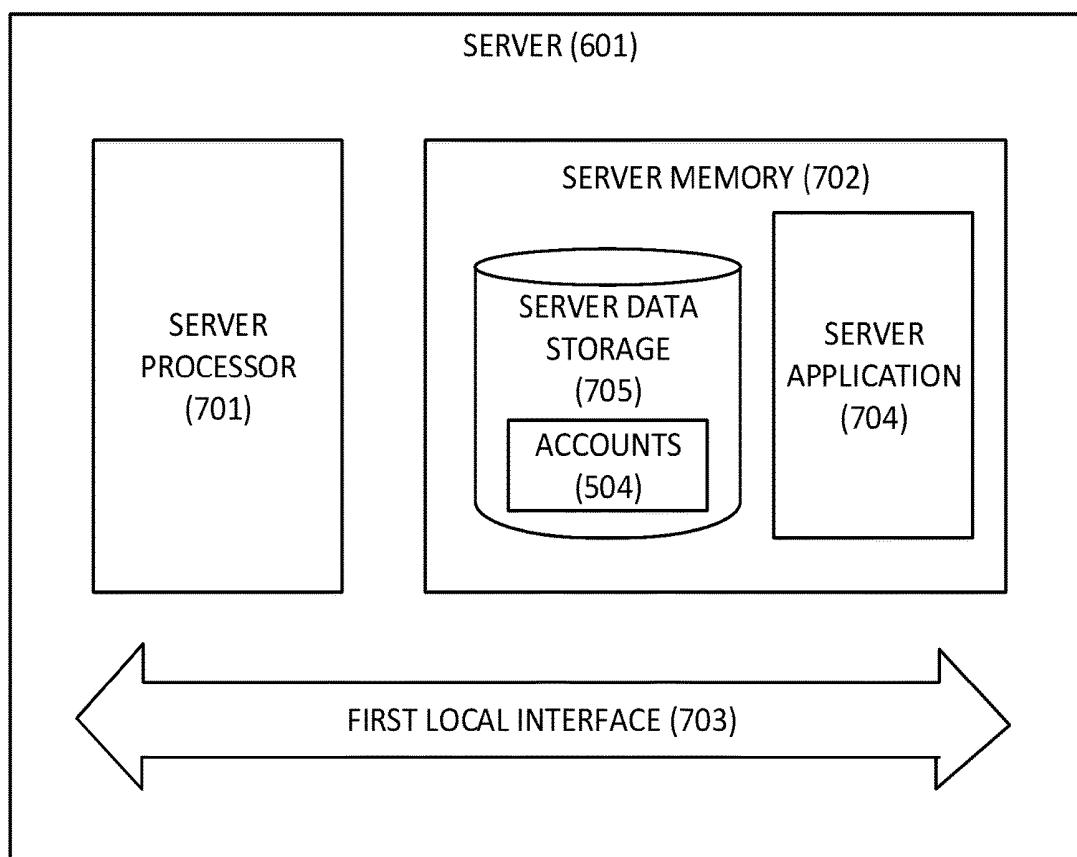 SERVER (601)
SERVER
PROCESSOR
(701)
SERVER MEMORY (702)
SERVER DATA
STORAGE
(705)
ACCOUNTS
(504)
SERVER
APPLICATION
(704)
FIRST LOCAL INTERFACE (703)